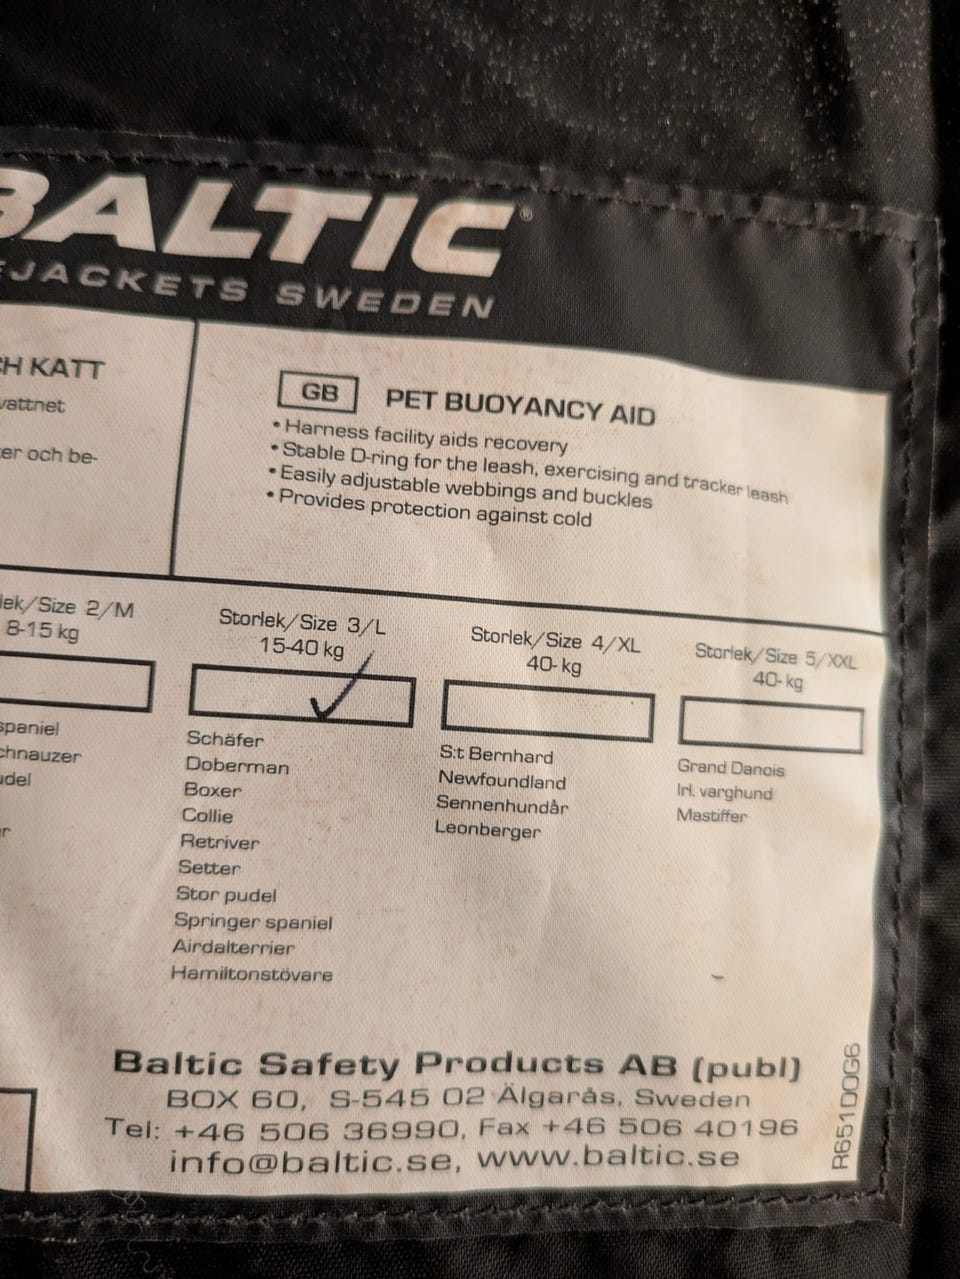 BALTIC®
JACKETS SWEDEN
KATT
vattnet
och be-
GB PET BUOYANCY AID
• Harness facility aids recovery
• Stable D-ring for the leash, exercising and tracker leash
• Easily adjustable webbings and buckles
• Provides protection against cold
lek/Size 2/M
8-15 kg
spaniel
chnauzer
udel
Storlek/Size 3/L
15-40 kg
Schäfer
Doberman
Boxer
Collie
Retriver
Setter
Stor pudel
Springer spaniel
Airdalterrier
Hamiltonstövare
Storlek/Size 4/XL
40- kg
S:t Bernhard
Newfoundland
Sennenhundår
Leonberger
Storlek/Size 5/XXL
40- kg
Grand Danois
Irl. varghund
Mastiffer
Baltic Safety Products AB (publ)
BOX 60, S-545 02 Älgarås, Sweden
Tel: +46 506 36990, Fax +46 506 40196
info@baltic.se, www.baltic.se
R651DOG6